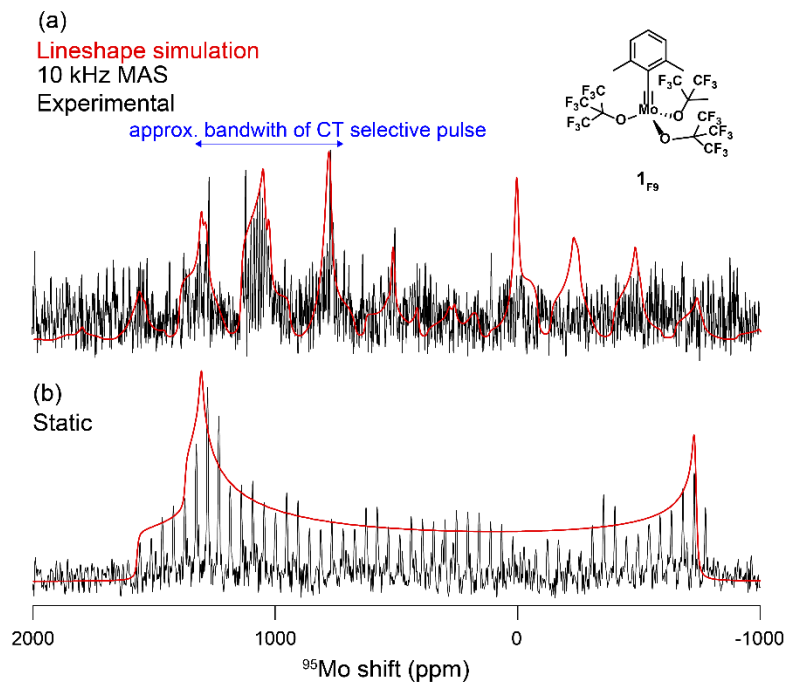 (a)
Lineshape simulation
10 kHz MAS
Experimental
approx. bandwith of CT selective pulse
F₃C CF₃
CF₃
F₃C
F₃C
O
Mo
O
O
CF₃
CF₃
CF₃
1F9
(b)
Static
2000 1000 0 -1000
⁹⁵Mo shift (ppm)